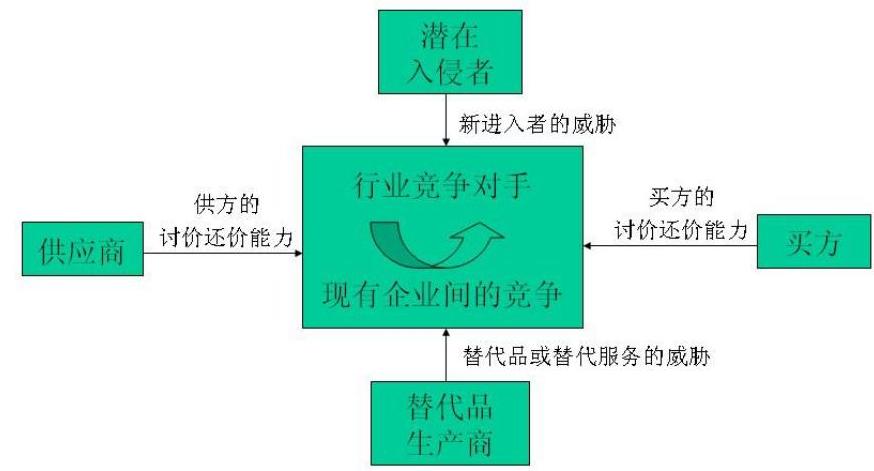 潜在
入侵者
新进入者的威胁
行业竞争对手
供方的
讨价还价能力
供应商
买方的
讨价还价能力
买方
现有企业间的竞争
替代品或替代服务的威胁
替代品
生产商